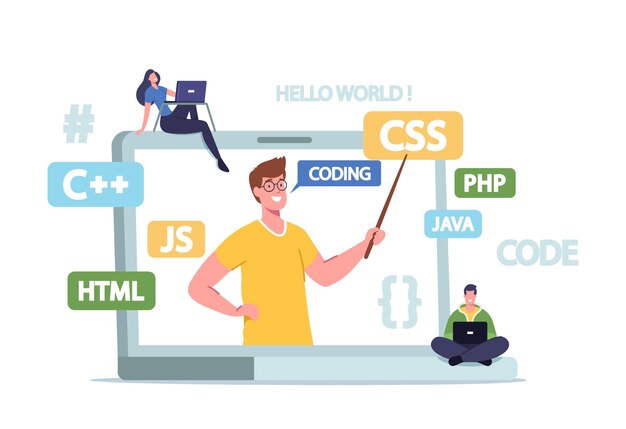 HELLO WORLD !
#
CSS
C++
CODING
PHP
JS
JAVA
CODE
HTML
{}